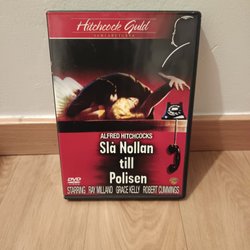 Hitchcock Guld
ALFRED HITCHCOCKS
Slå Nollan
till
Polisen
DVD
STARRING RAY MILLAND GRACE KELLY ROBERT CUMMINGS